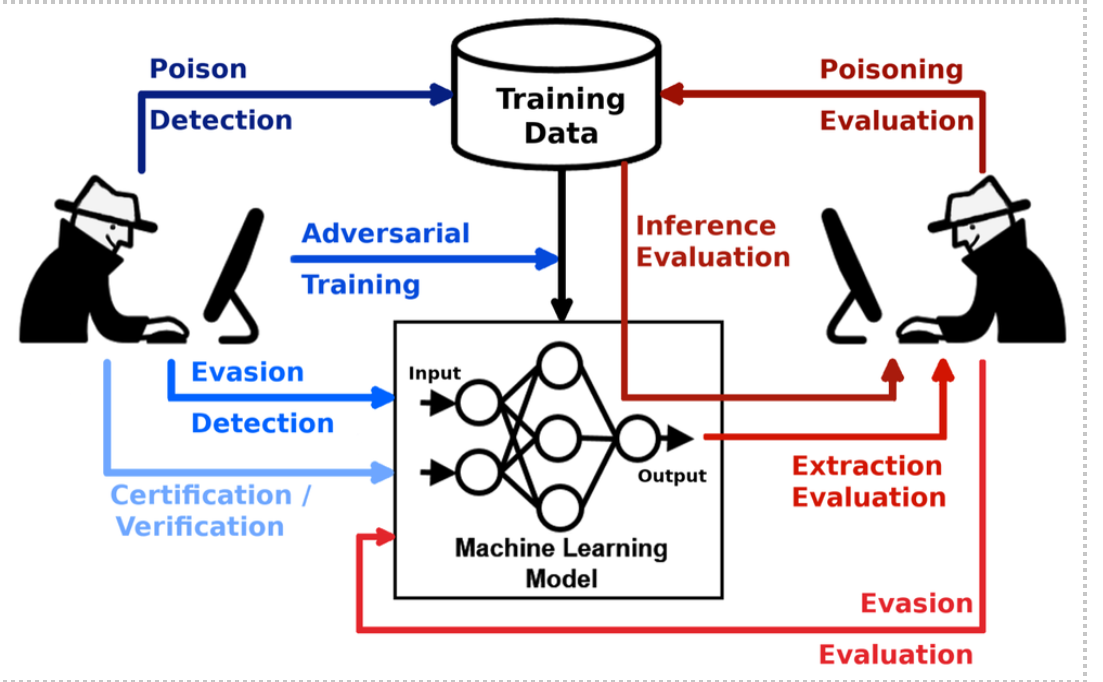 Poison
Detection
Training
Data
Poisoning
Evaluation
Adversarial
Training
Inference
Evaluation
Evasion
Detection
Certification /
Verification
Input
Output
Machine Learning
Model
Extraction
Evaluation
Evasion
Evaluation